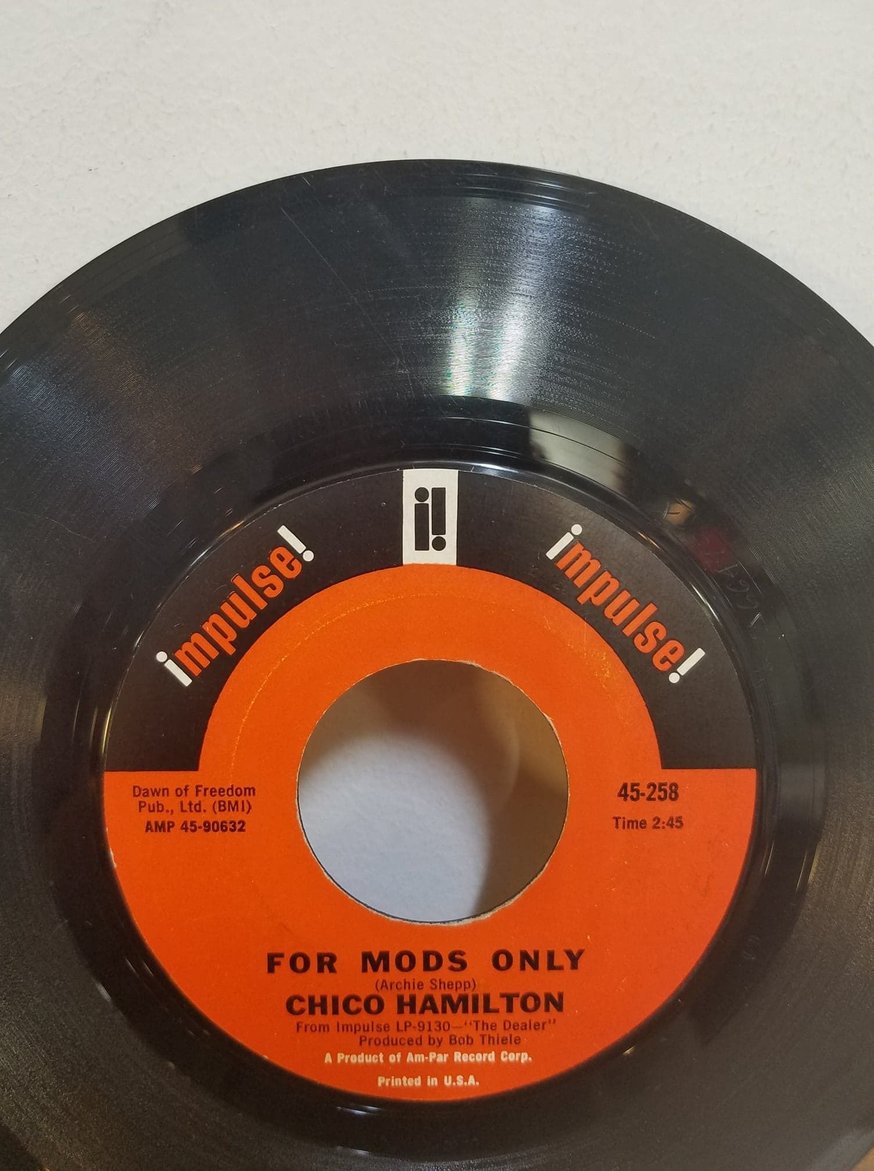 impulse!
i!
impulse!
Dawn of Freedom
Pub., Ltd. (BMI)
AMP 45-90632
45-258
Time 2:45
FOR MODS ONLY
(Archie Shepp)
CHICO HAMILTON
From Impulse LP-9130—"The Dealer"
Produced by Bob Thiele
A Product of Am-Par Record Corp.
Printed in U.S.A.